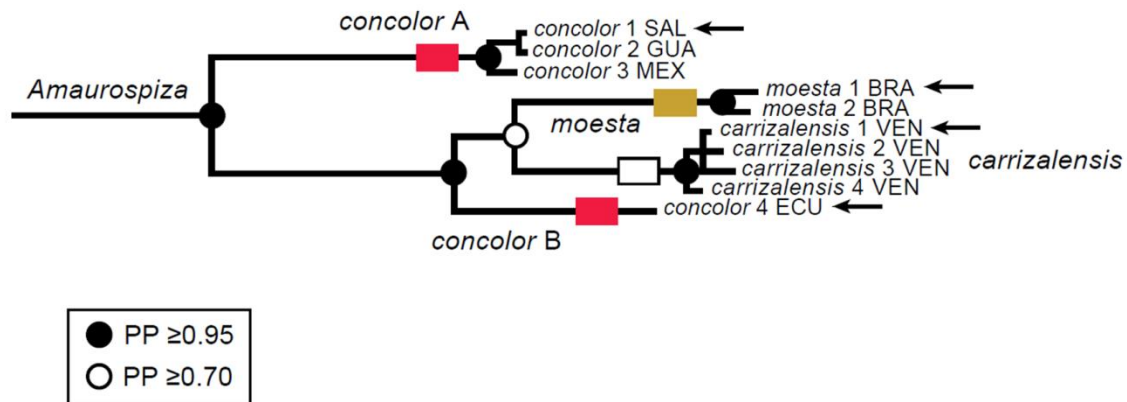 concolor A
concolor 1 SAL
concolor 2 GUA
concolor 3 MEX
Amaurospiza
moesta 1 BRA
moesta 2 BRA
moesta
carrizalensis 1 VEN
carrizalensis 2 VEN
carrizalensis 3 VEN
carrizalensis
carrizalensis 4 VEN
concolor 4 ECU
concolor B
PP ≥0.95
PP ≥0.70